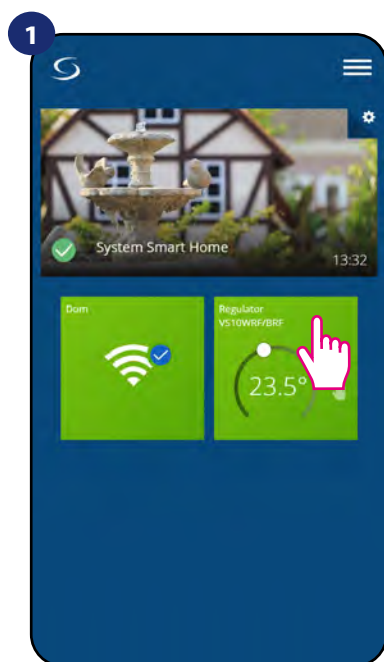 1
System Smart Home
13:32
Dom
Regulator
VS10WRF/BRF
23.5°